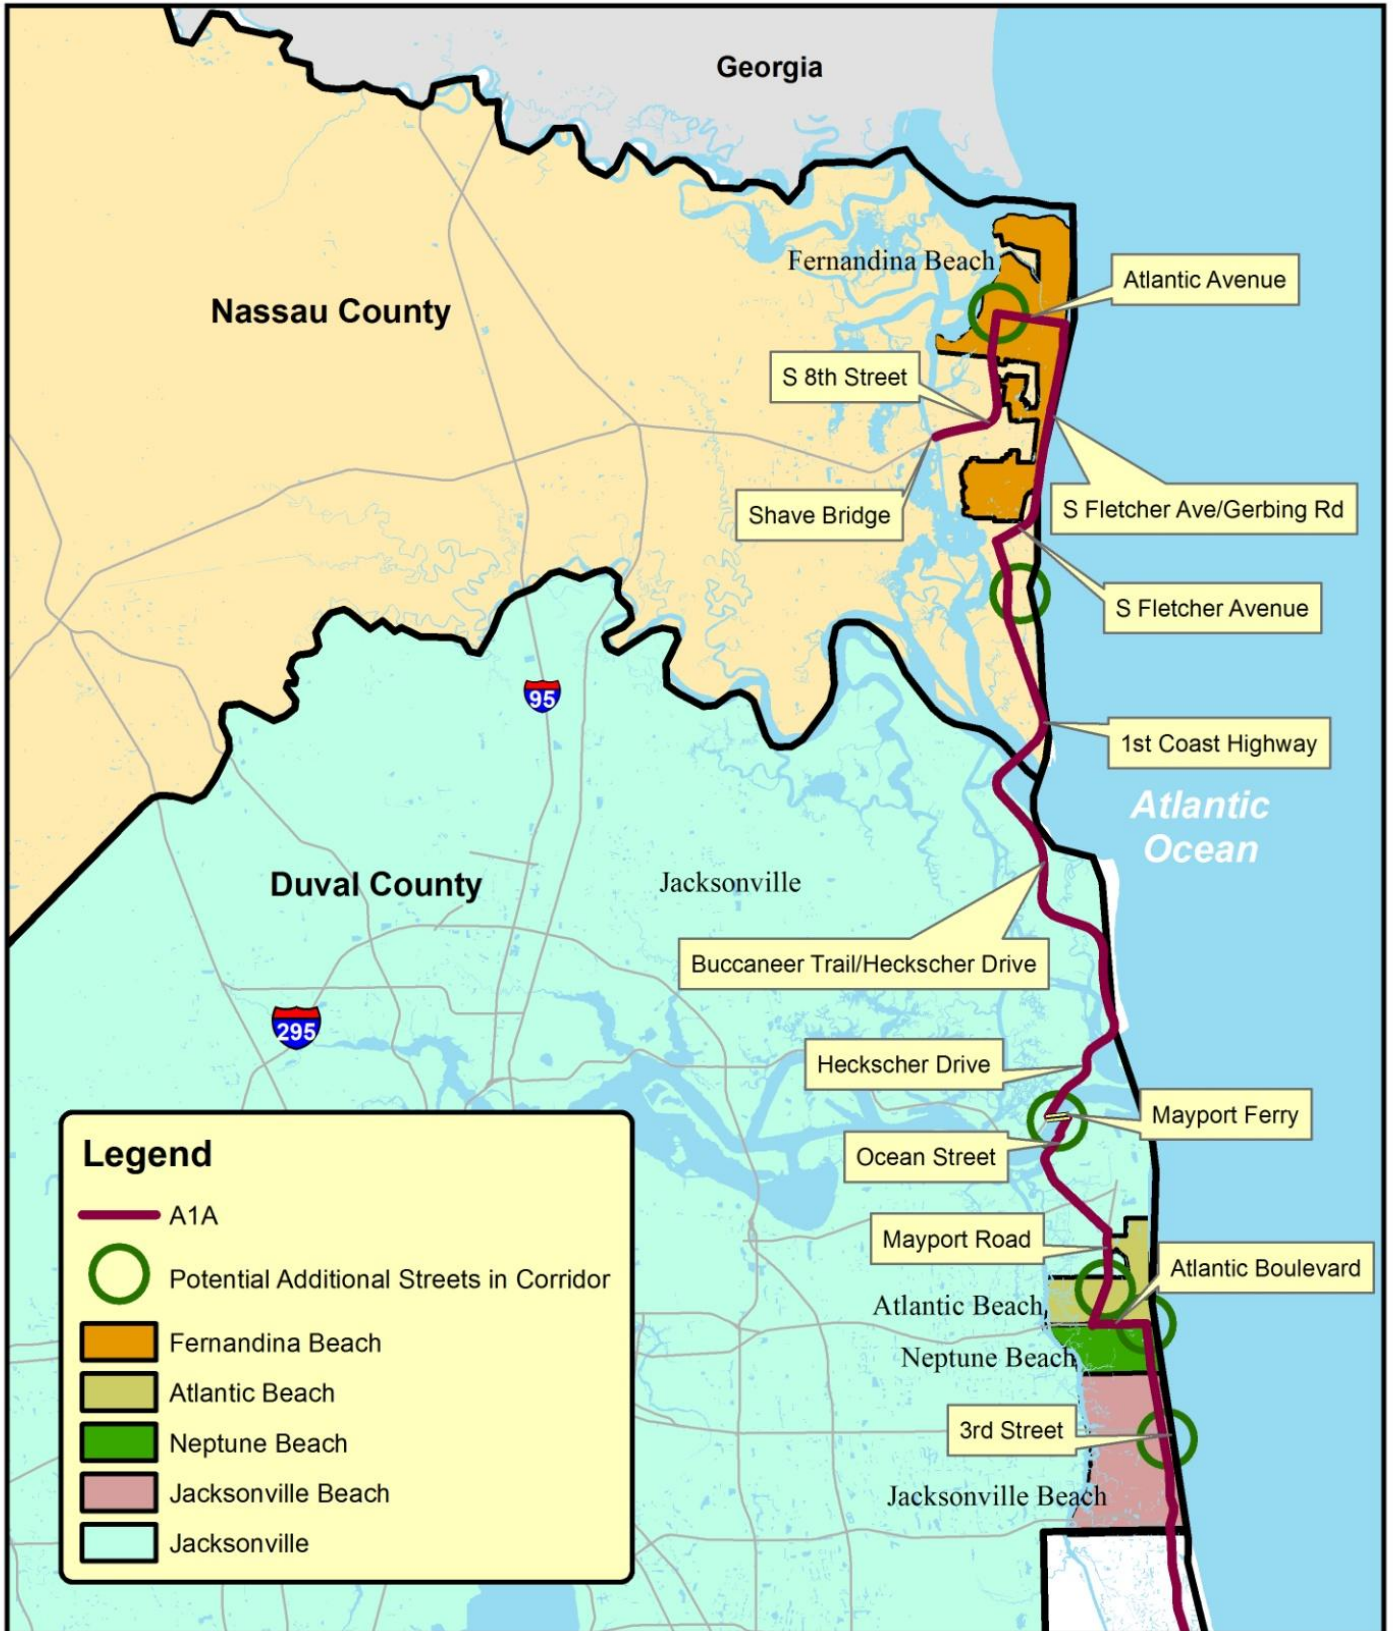 Georgia
Fernandina Beach
Atlantic Avenue
Nassau County
S 8th Street
Shave Bridge
S Fletcher Ave/Gerbing Rd
S Fletcher Avenue
95
1st Coast Highway
Atlantic
Ocean
Duval County
Jacksonville
Buccaneer Trail/Heckscher Drive
295
Heckscher Drive
Mayport Ferry
Ocean Street
Mayport Road
Atlantic Boulevard
Atlantic Beach
Neptune Beach
3rd Street
Jacksonville Beach
Legend
A1A
Potential Additional Streets in Corridor
Fernandina Beach
Atlantic Beach
Neptune Beach
Jacksonville Beach
Jacksonville